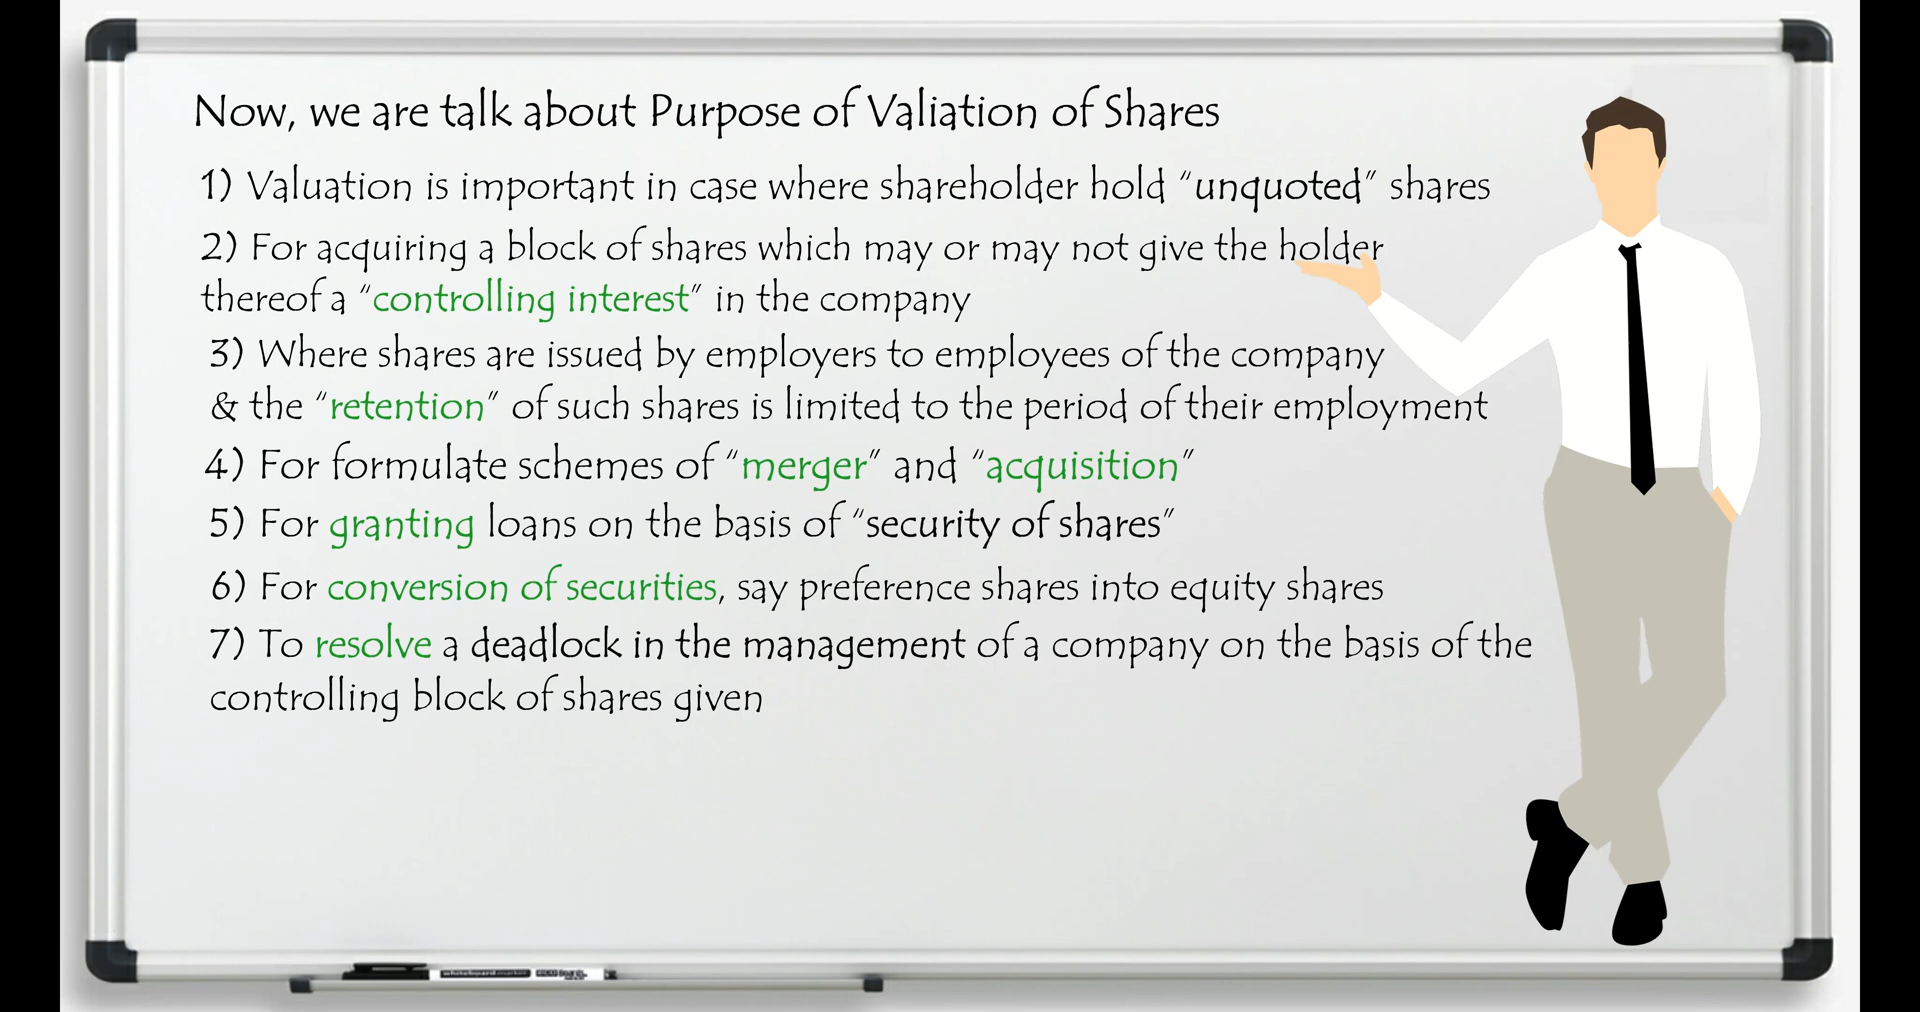 Now, we are talk about Purpose of Valiation of Shares
1) Valuation is important in case where shareholder hold “unquoted” shares
2) For acquiring a block of shares which may or may not give the holder
thereof a “controlling interest” in the company
3) Where shares are issued by employers to employees of the company
& the “retention” of such shares is limited to the period of their employment
4) For formulate schemes of “merger” and “acquisition”
5) For granting loans on the basis of “security of shares”
6) For conversion of securities, say preference shares into equity shares
7) To resolve a deadlock in the management of a company on the basis of the
controlling block of shares given